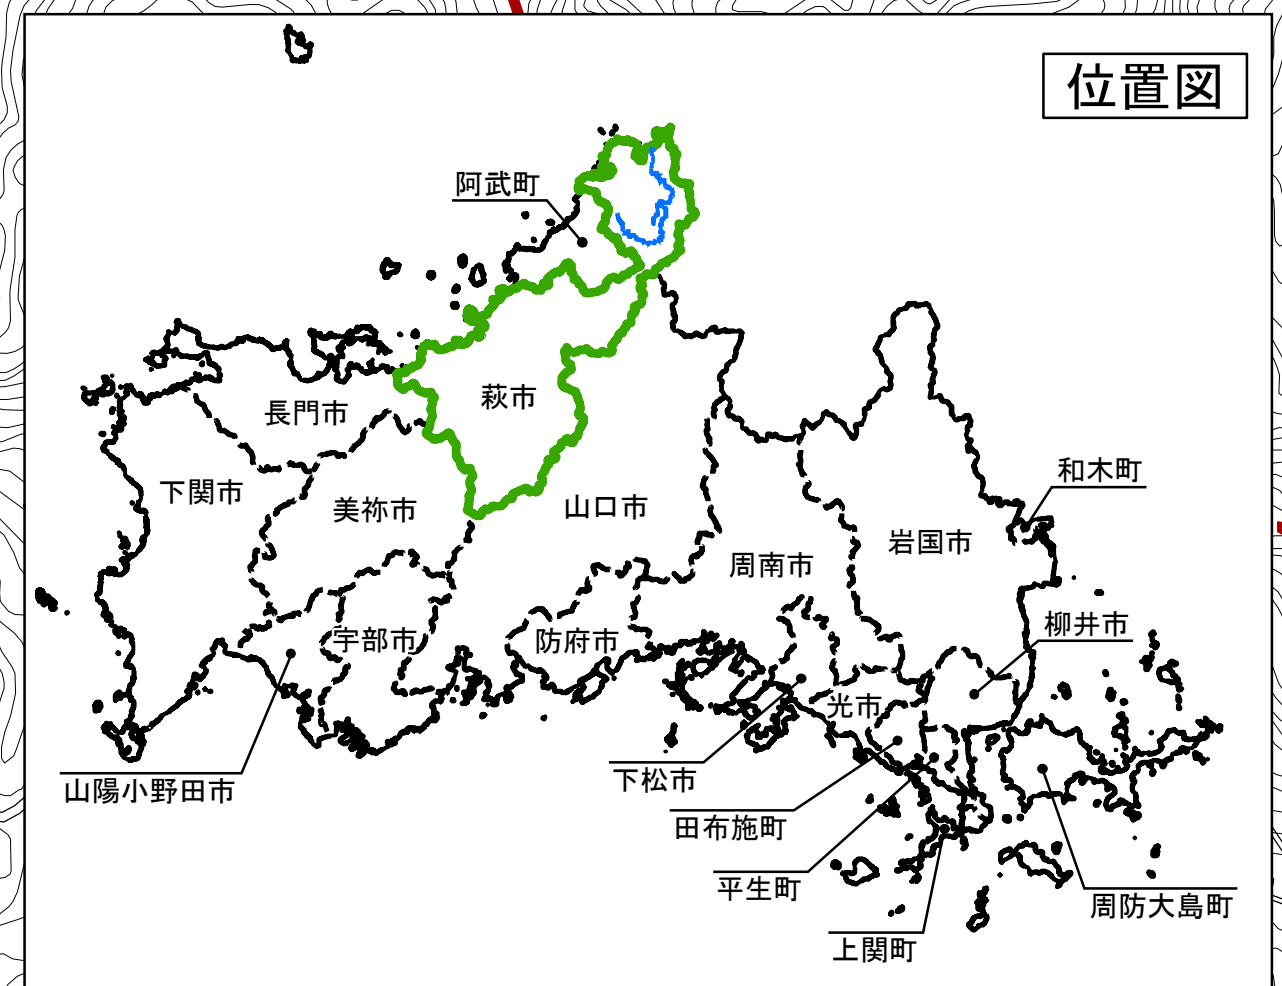 位置図
阿武町
萩市
長門市
和木町
下関市
美祢市
山口市
岩国市
周南市
柳井市
宇部市
防府市
光市
下松市
山陽小野田市
田布施町
平生町
周防大島町
上関町